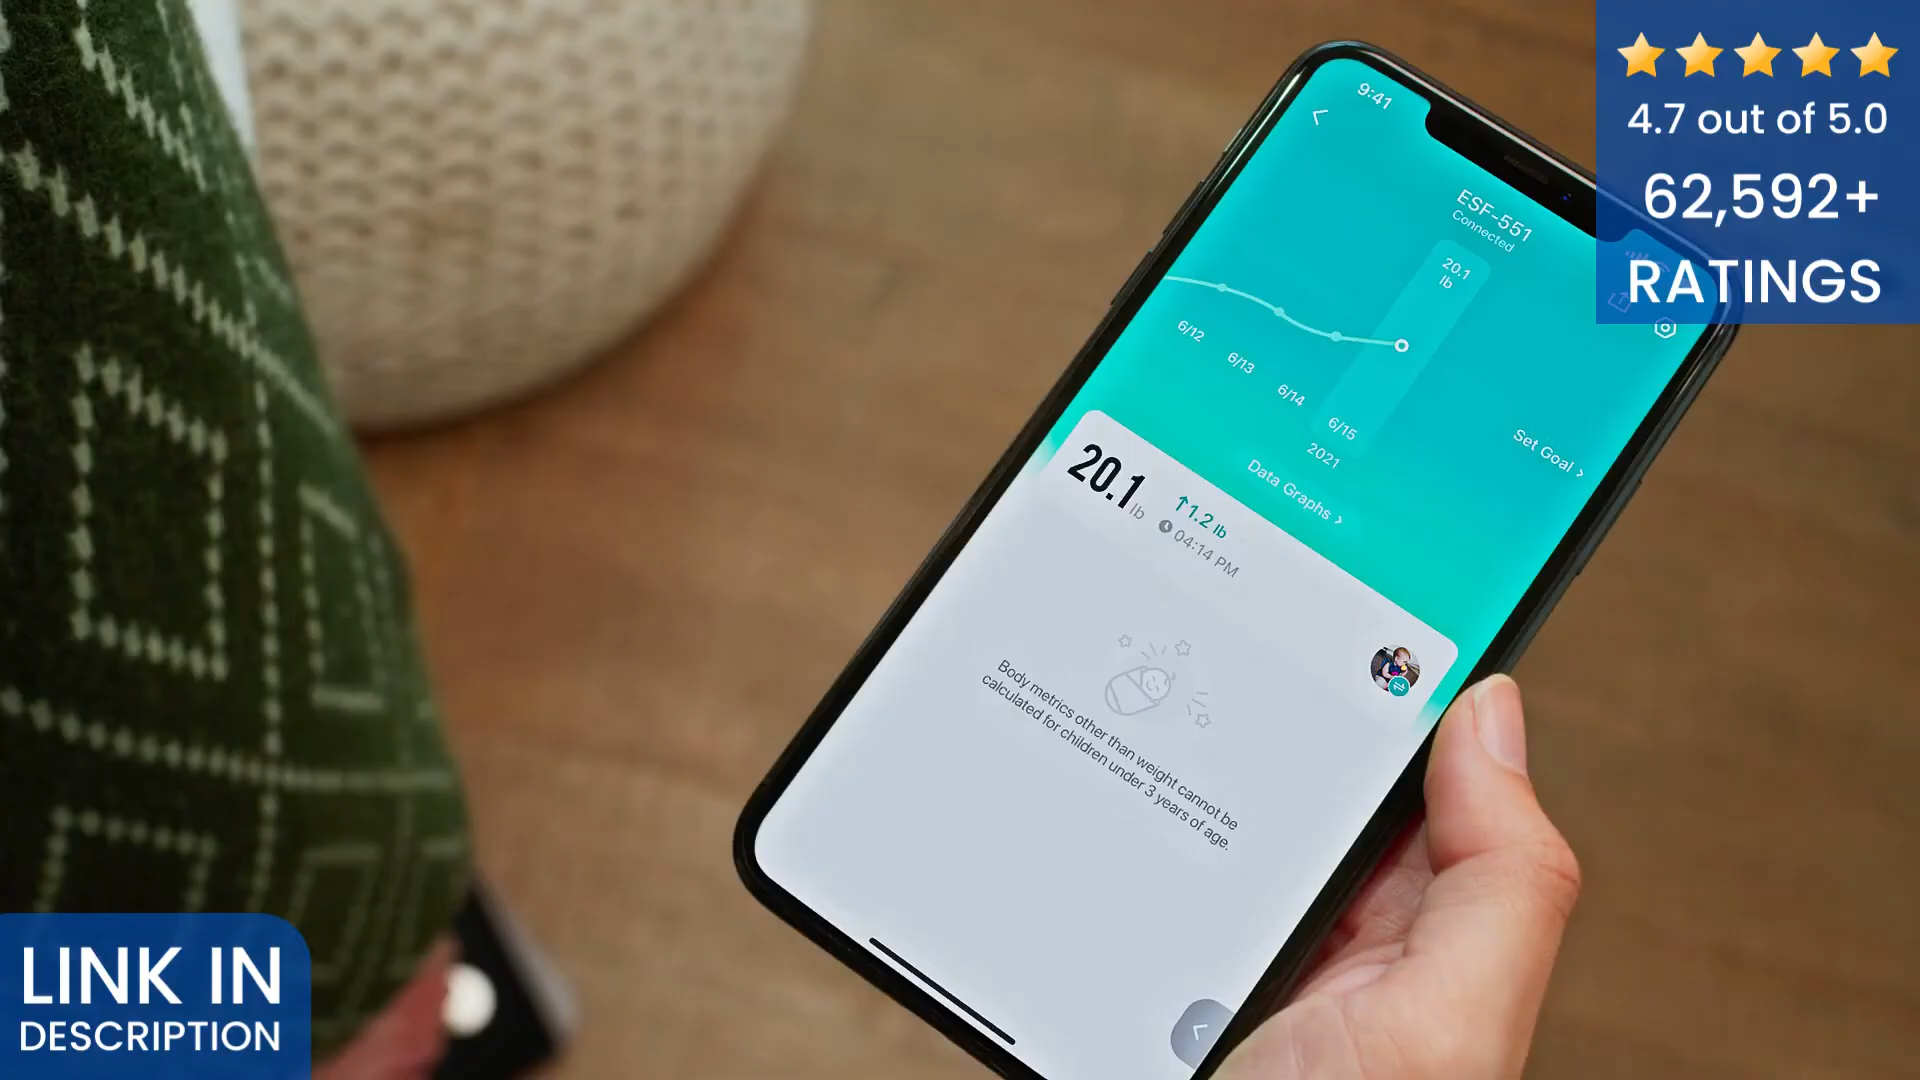 4.7 out of 5.0
62,592+
RATINGS
9:41
ESF-551
Connected
20.1
lb
6/12
6/13
6/14
6/15
2021
Set Goal >
Data Graphs >
20.1 lb
↑1.2 lb
04:14 PM
Body metrics other than weight cannot be
calculated for children under 3 years of age.
LINK IN
DESCRIPTION